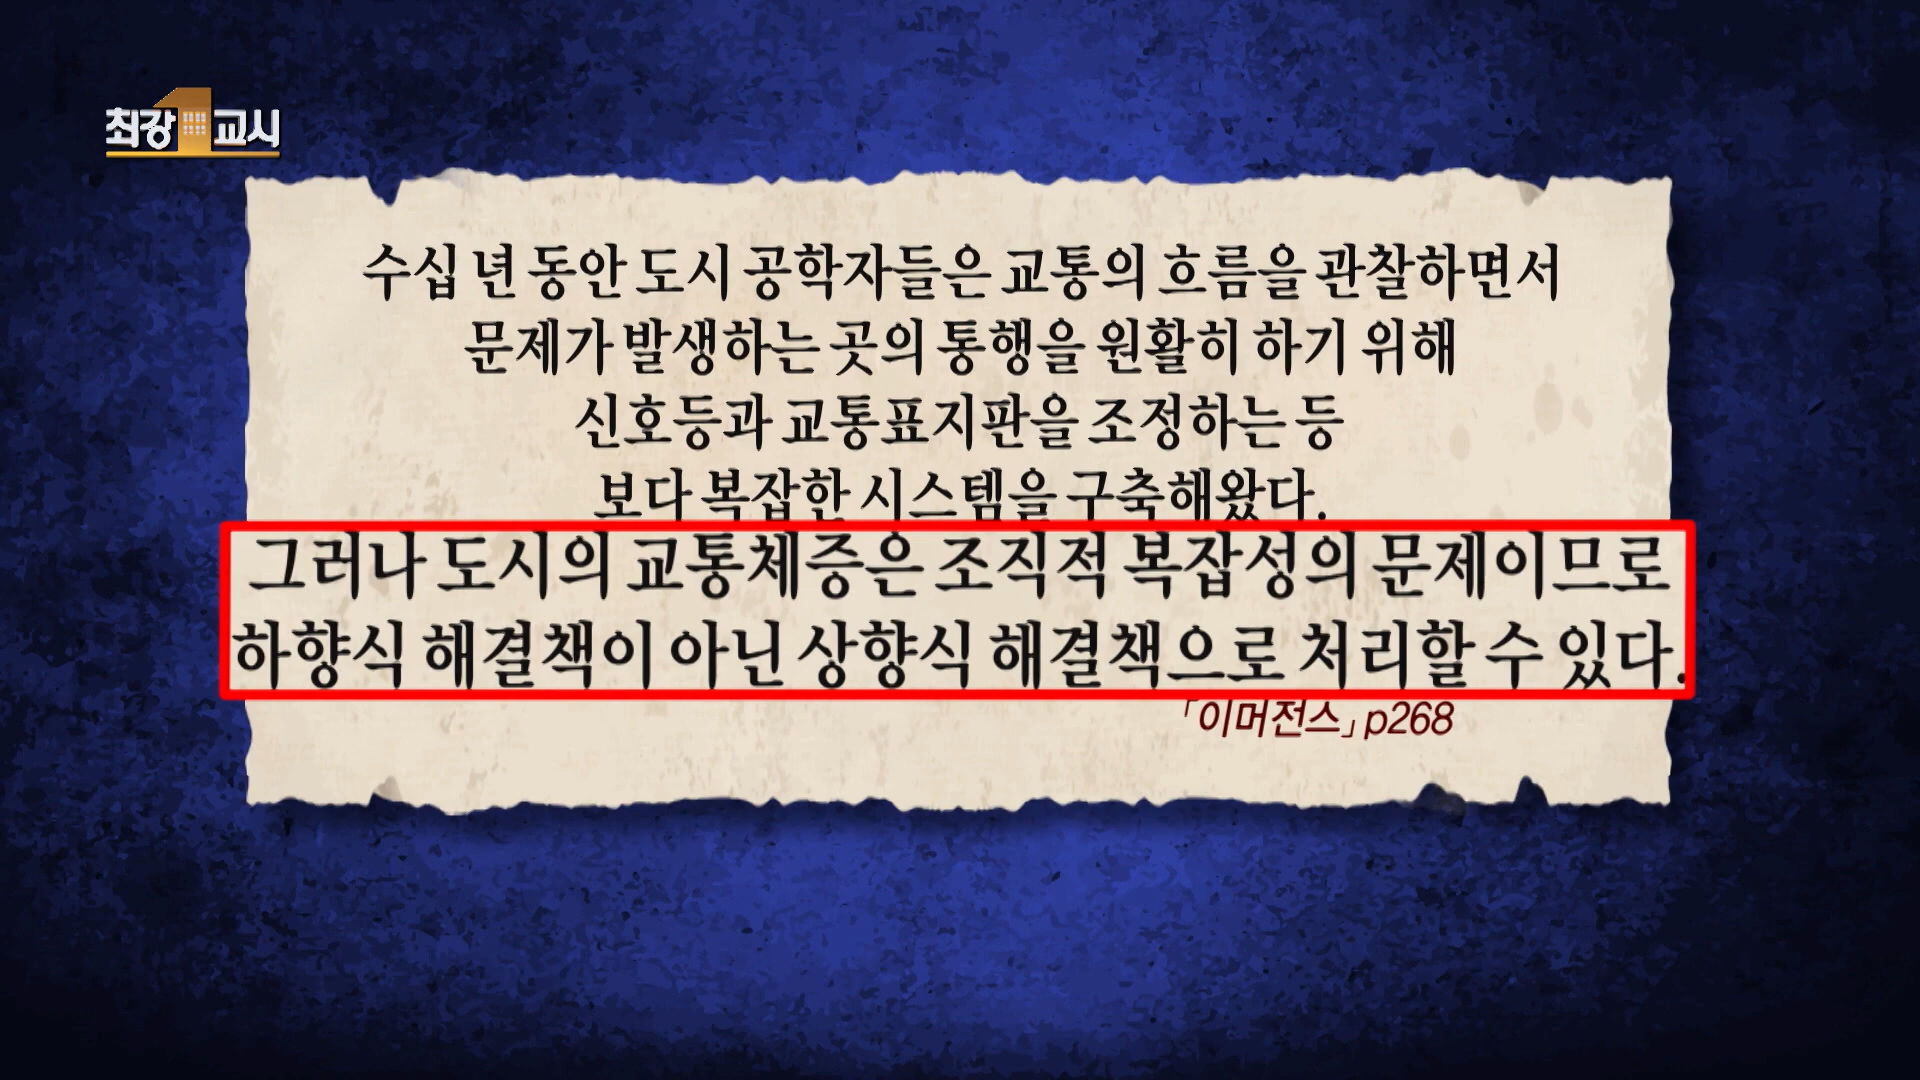 최강1교시
수십 년 동안 도시 공학자들은 교통의 흐름을 관찰하면서
문제가 발생하는 곳의 통행을 원활히 하기 위해
신호등과 교통표지판을 조정하는 등
보다 복잡한 시스템을 구축해왔다.
그러나 도시의 교통체증은 조직적 복잡성의 문제이므로
하향식 해결책이 아닌 상향식 해결책으로 처리할 수 있다.
「이머전스」 p268